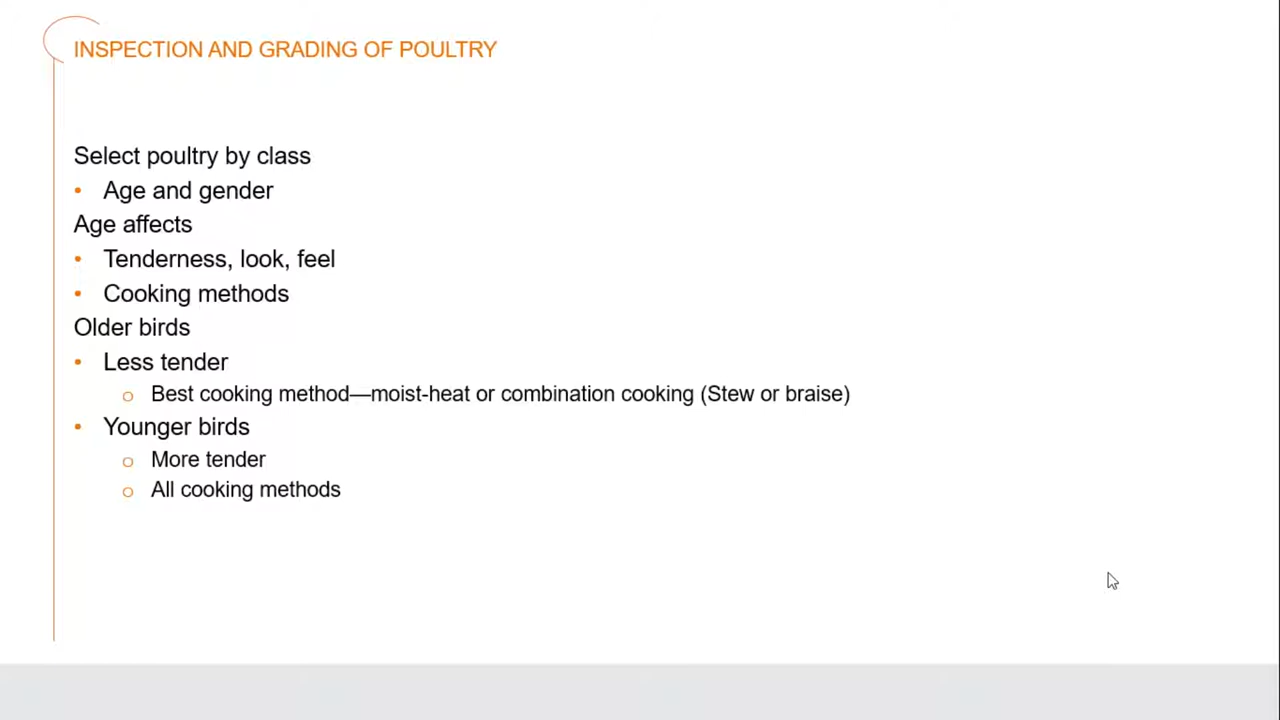 INSPECTION AND GRADING OF POULTRY
Select poultry by class
• Age and gender
Age affects
• Tenderness, look, feel
• Cooking methods
Older birds
• Less tender
o Best cooking method—moist-heat or combination cooking (Stew or braise)
• Younger birds
o More tender
o All cooking methods